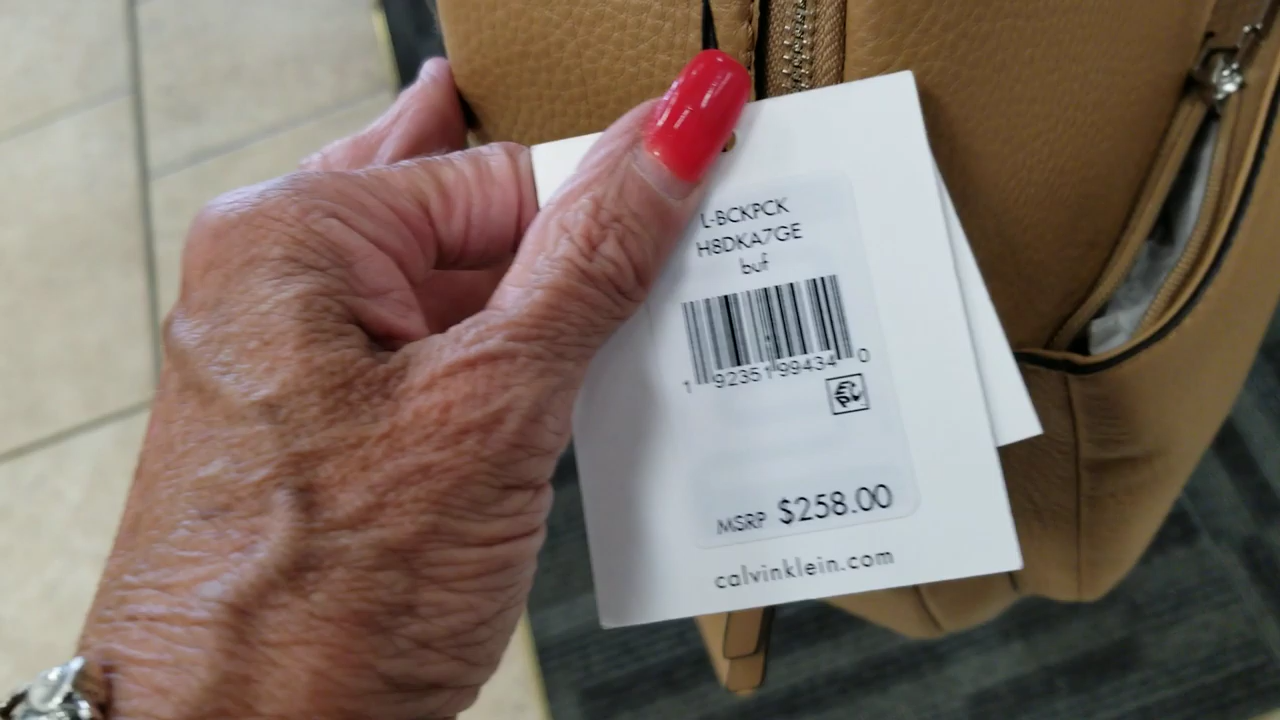 L-BCKPCK
H8DKA7GE
buf
1 92351 99434 0
MSRP $258.00
calvinklein.com